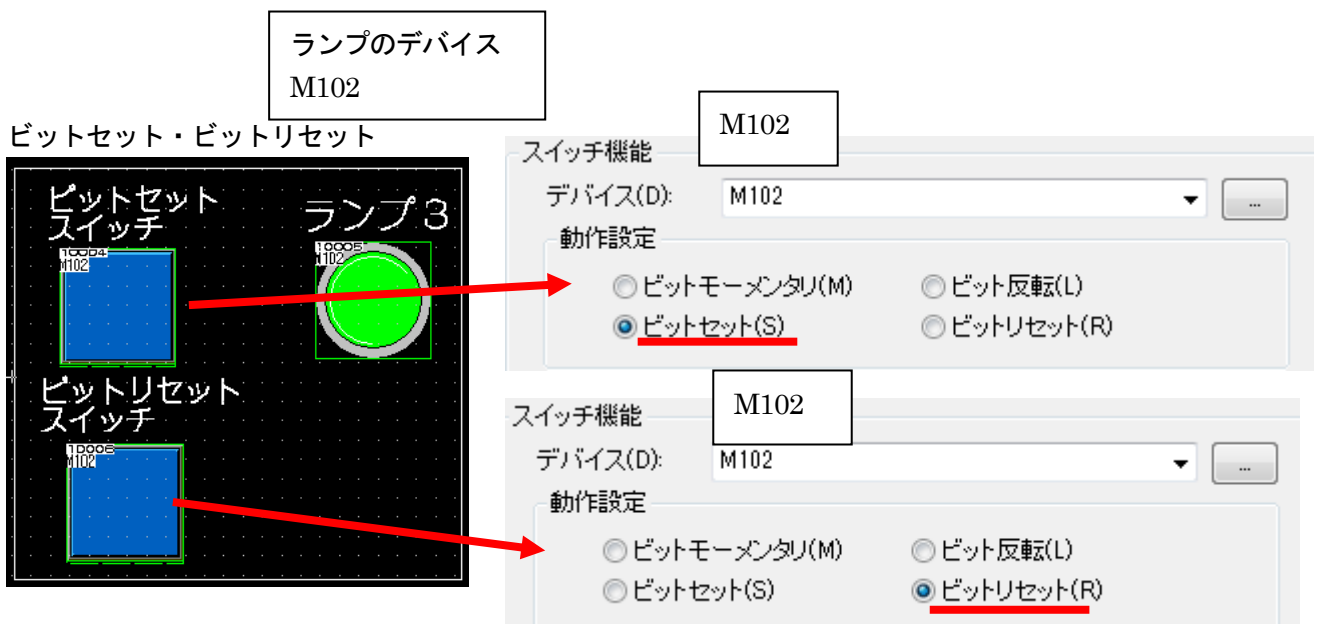 ランプのデバイス
M102
ビットセット・ビットリセット
ビットセット
スイッチ
10004
M102
ランプ3
10005
M102
ビットリセット
スイッチ
10006
M102
M102
スイッチ機能
デバイス(D):
M102
...
動作設定
ビットモーメンタリ(M)
ビット反転(L)
ビットセット(S)
ビットリセット(R)
M102
スイッチ機能
デバイス(D):
M102
...
動作設定
ビットモーメンタリ(M)
ビット反転(L)
ビットセット(S)
ビットリセット(R)